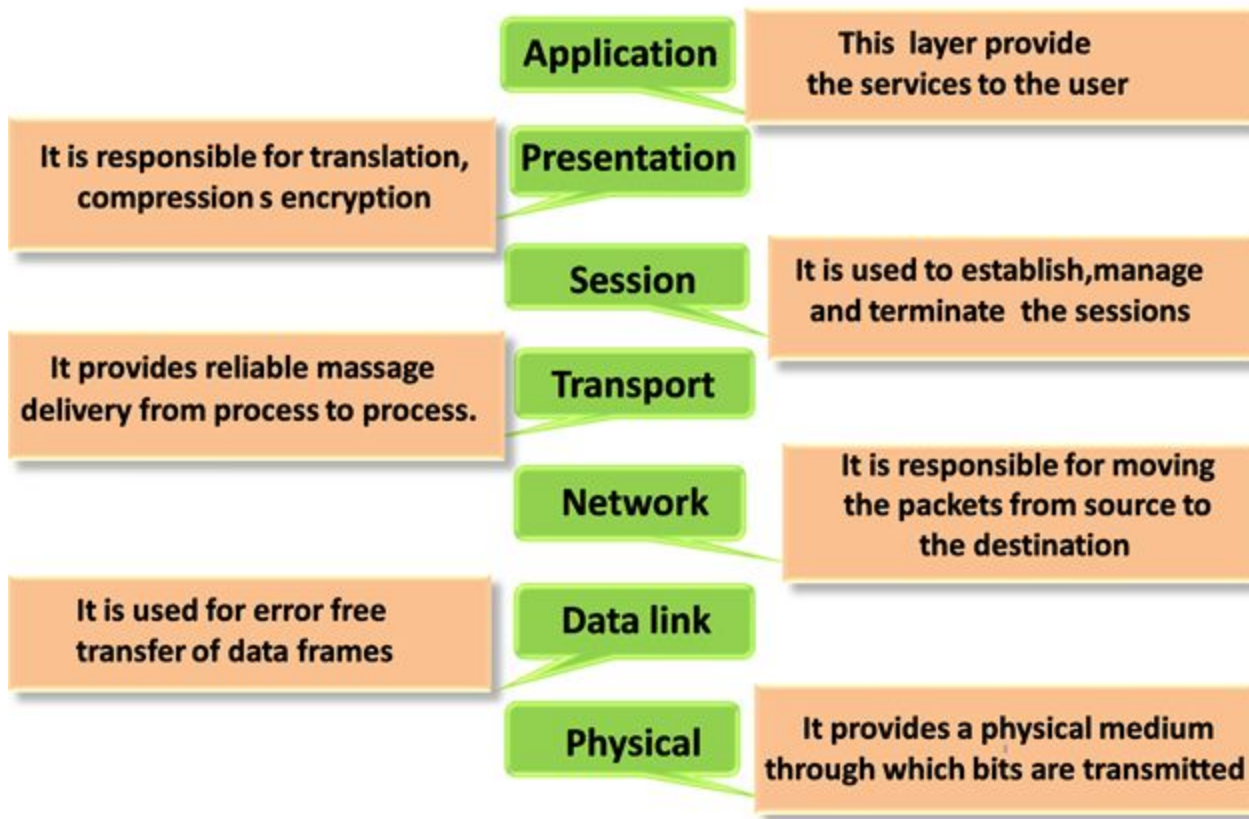 Application
This layer provide
the services to the user
Presentation
It is responsible for translation,
compression s encryption
Session
It is used to establish,manage
and terminate the sessions
Transport
It provides reliable massage
delivery from process to process.
Network
It is responsible for moving
the packets from source to
the destination
Data link
It is used for error free
transfer of data frames
Physical
It provides a physical medium
through which bits are transmitted